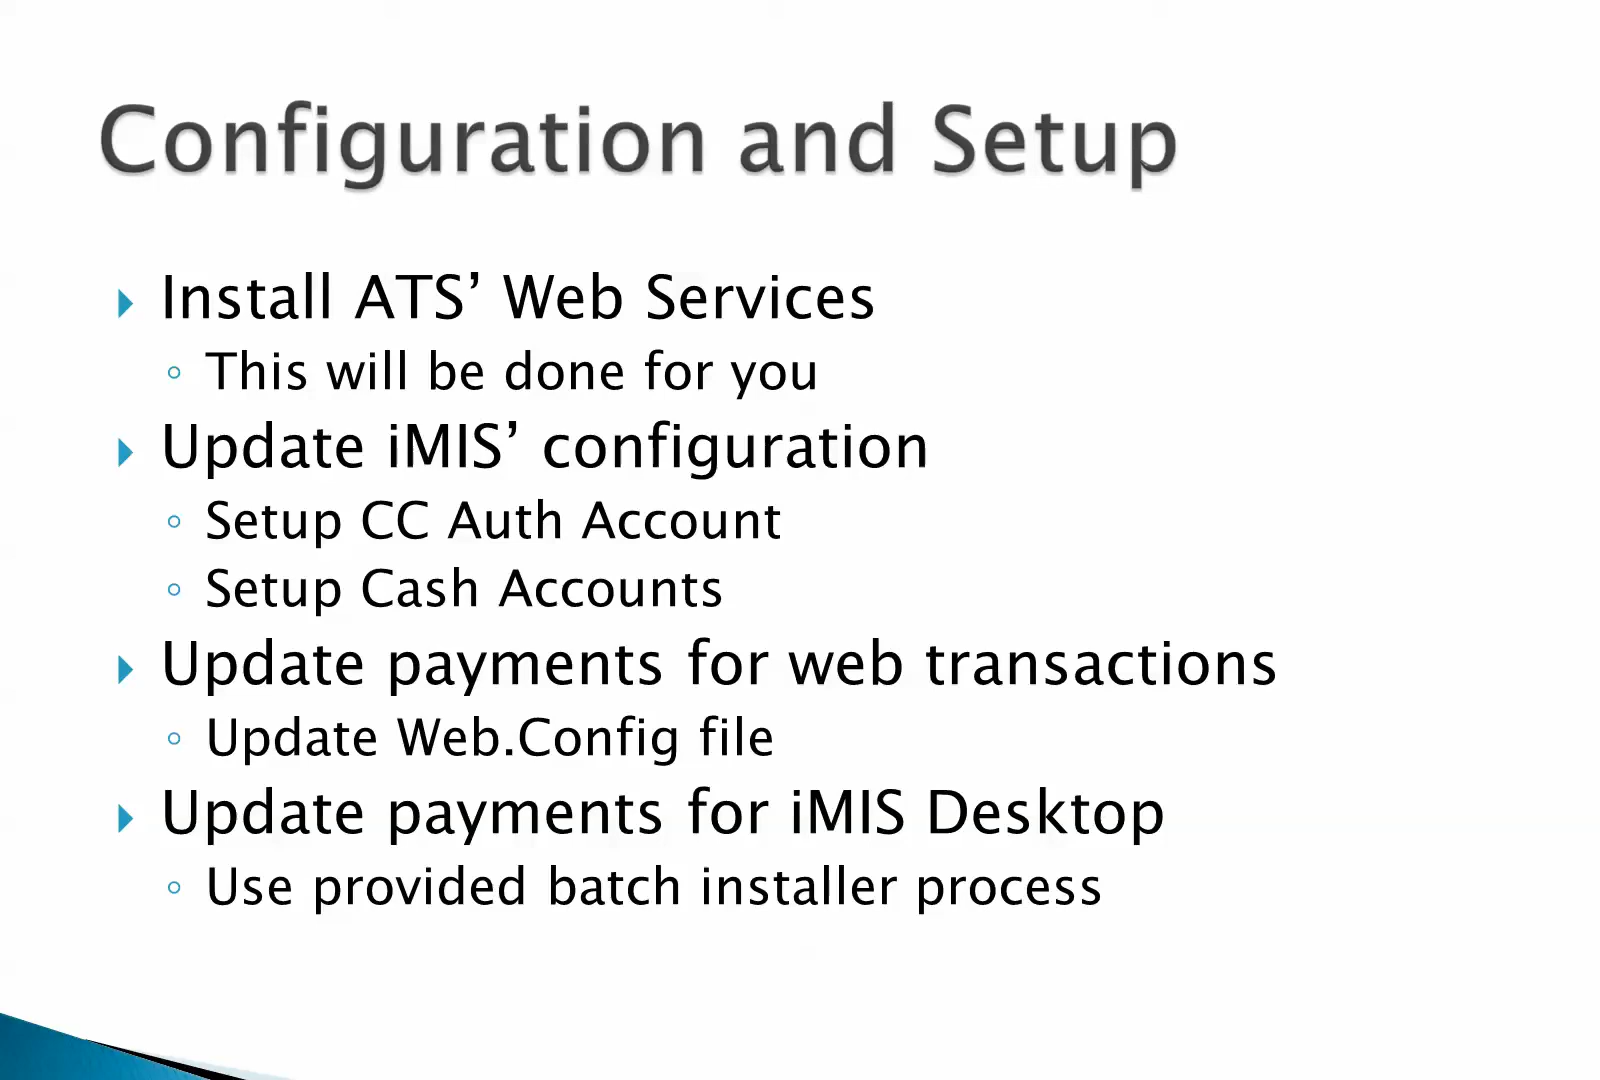 Configuration and Setup
Install ATS’ Web Services
This will be done for you
Update iMIS’ configuration
Setup CC Auth Account
Setup Cash Accounts
Update payments for web transactions
Update Web.Config file
Update payments for iMIS Desktop
Use provided batch installer process